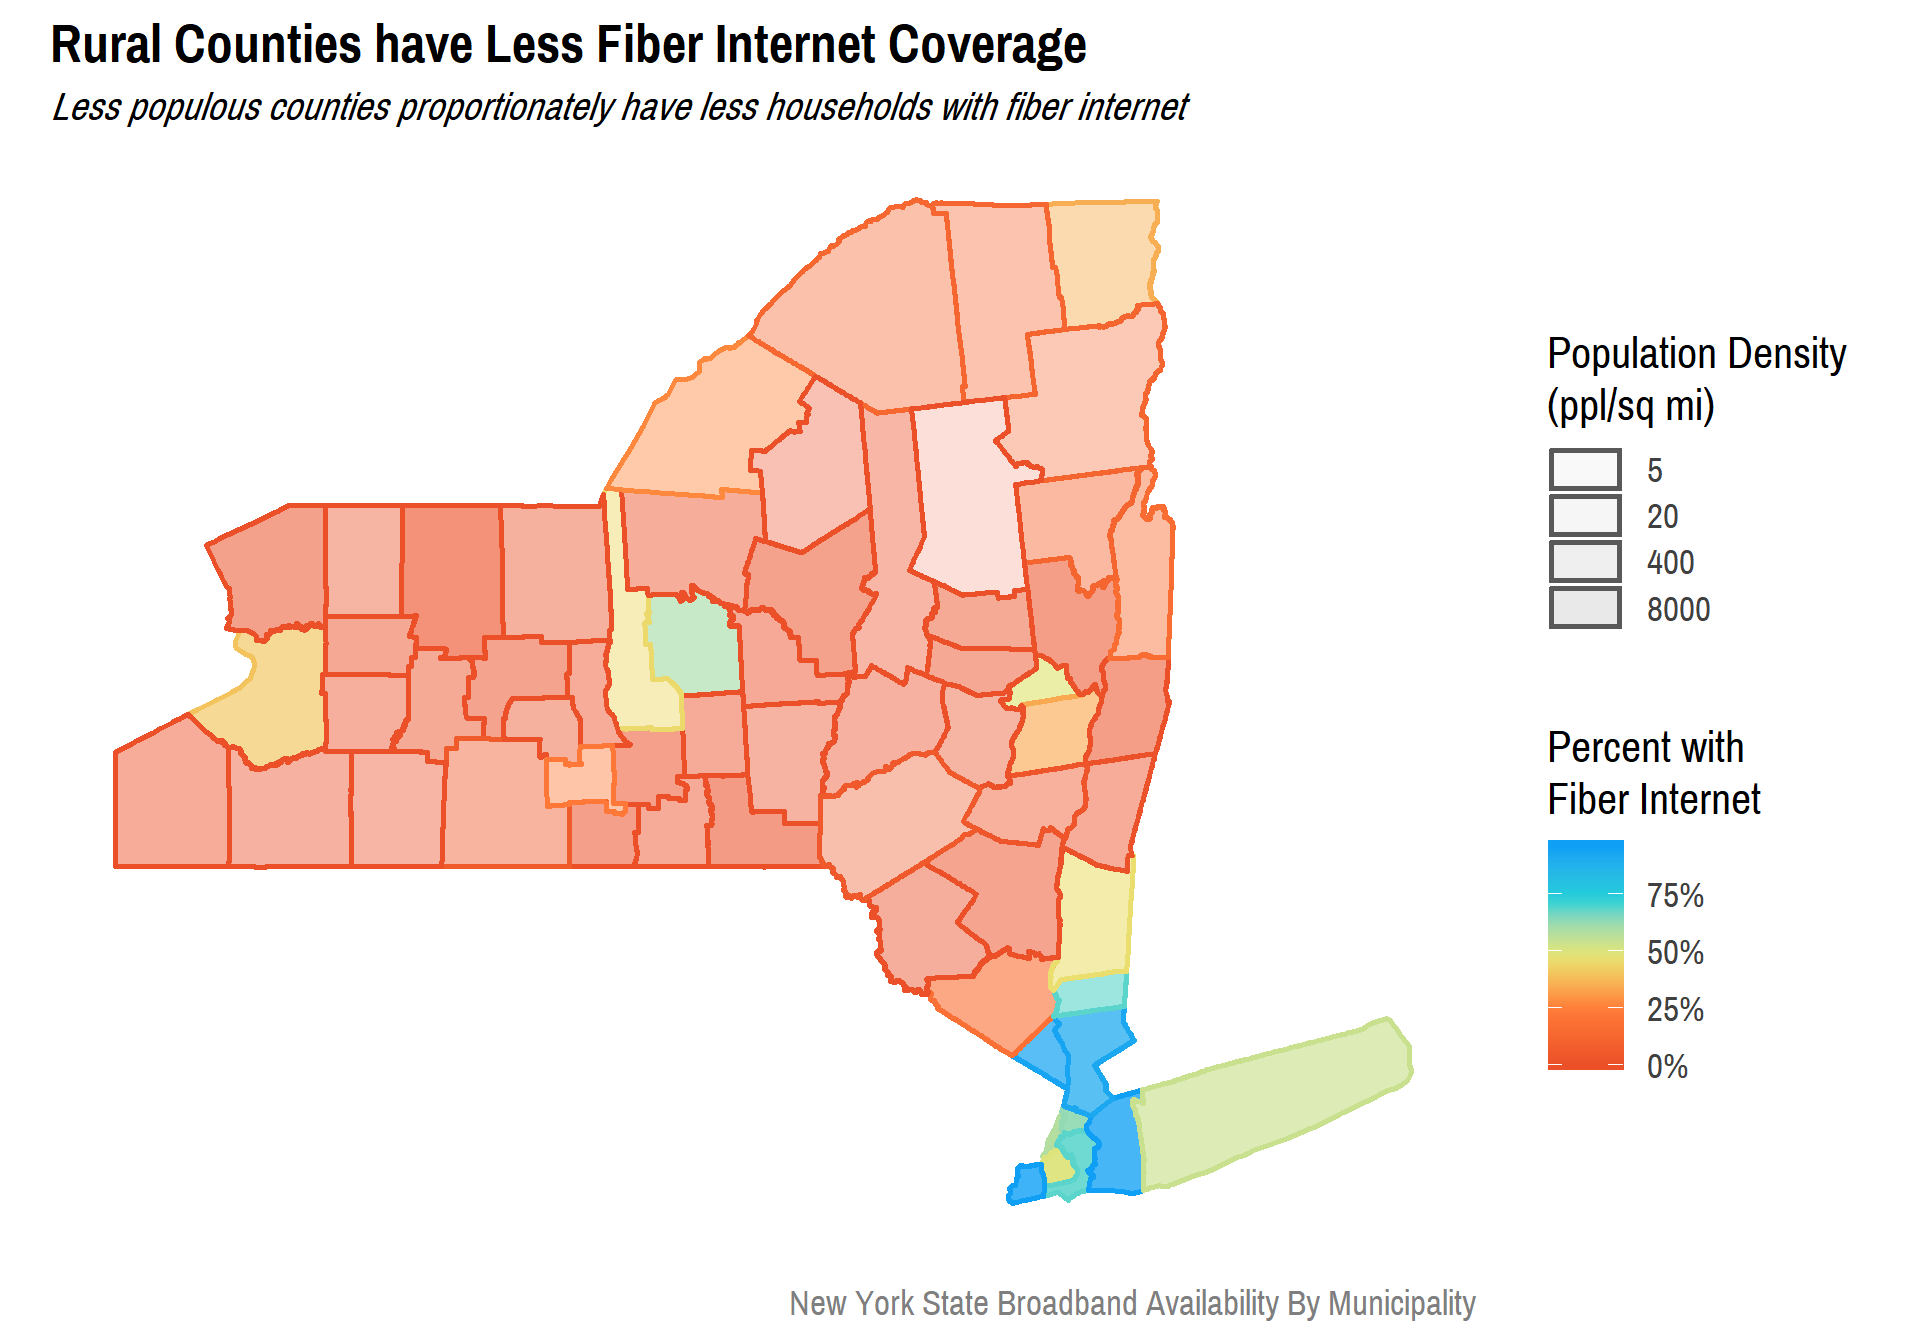 Rural Counties have Less Fiber Internet Coverage
Less populous counties proportionately have less households with fiber internet
Population Density
(ppl/sq mi)
5
20
400
8000
Percent with
Fiber Internet
75%
50%
25%
0%
New York State Broadband Availability By Municipality